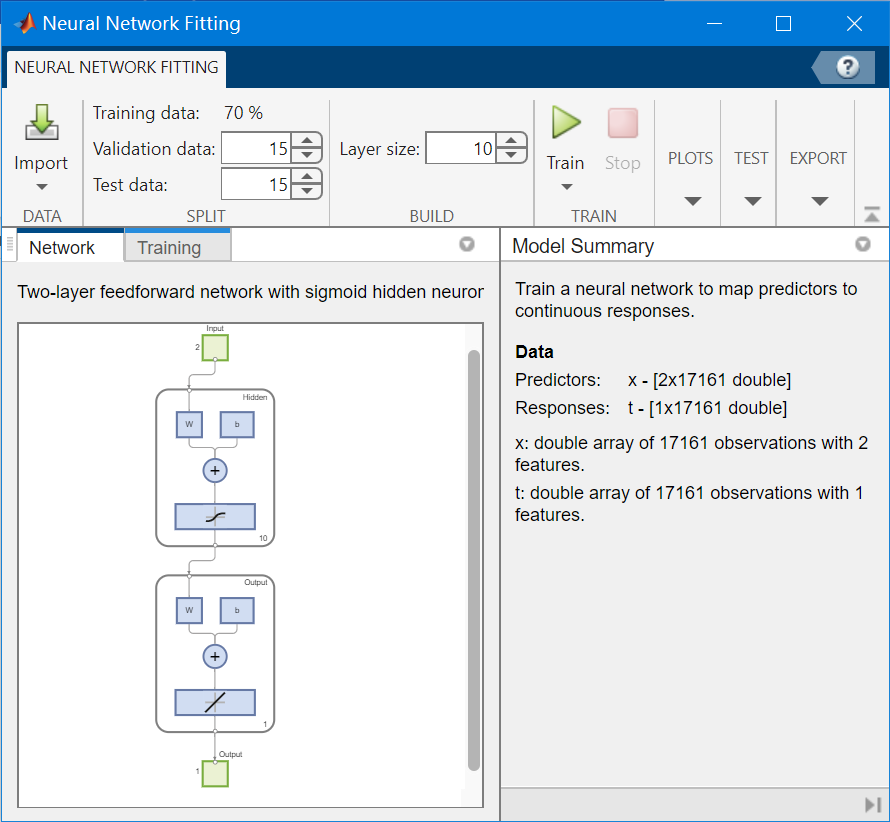 Neural Network Fitting
NEURAL NETWORK FITTING
?
Training data: 70 %
Validation data: 15
Test data: 15
Import
DATA
SPLIT
Layer size: 10
BUILD
Train
Stop
TRAIN
PLOTS
TEST
EXPORT
Network
Training
Two-layer feedforward network with sigmoid hidden neuror
Input
2
Hidden
W
b
+
10
Output
W
b
+
1
Output
1
Model Summary
Train a neural network to map predictors to
continuous responses.
Data
Predictors: x - [2x17161 double]
Responses: t - [1x17161 double]
x: double array of 17161 observations with 2
features.
t: double array of 17161 observations with 1
features.